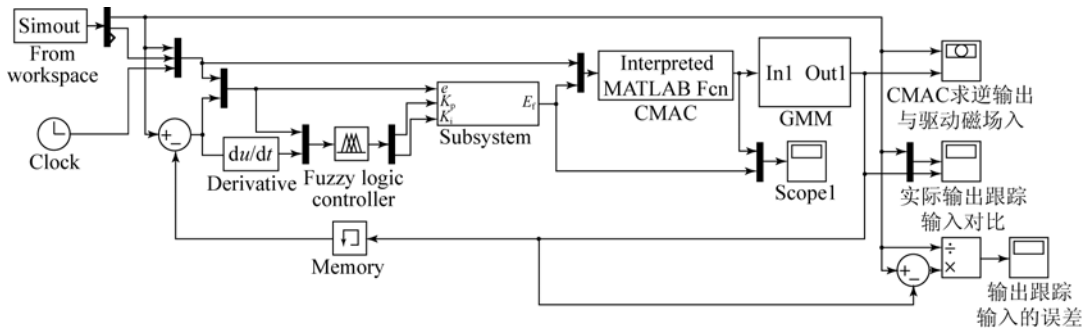 Simout
From
workspace
Clock
du/dt
Derivative
Fuzzy logic
controller
e
Kp
Ki
Ef
Subsystem
Memory
Interpreted
MATLAB Fcn
CMAC
In1 Out1
GMM
Scope1
CMAC求逆输出
与驱动磁场入
实际输出跟踪
输入对比
÷
×
输出跟踪
输入的误差